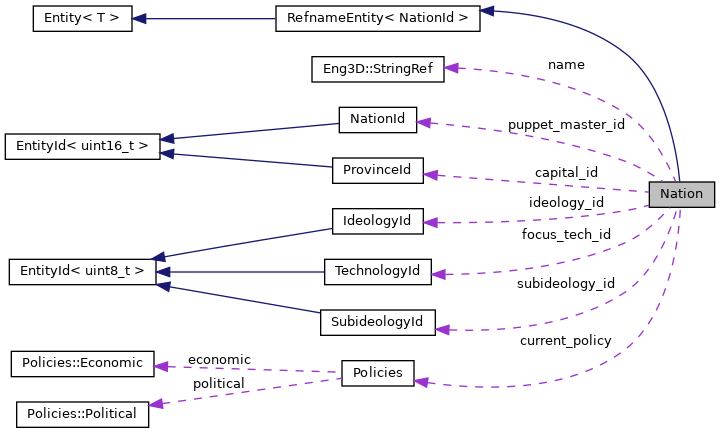 Entity< T >
RefnameEntity< NationId >
name
Eng3D::StringRef
NationId
puppet_master_id
EntityId< uint16_t >
ProvinceId
capital_id
Nation
ideology_id
IdeologyId
focus_tech_id
EntityId< uint8_t >
TechnologyId
subideology_id
SubideologyId
current_policy
Policies::Economic
economic
Policies
political
Policies::Political